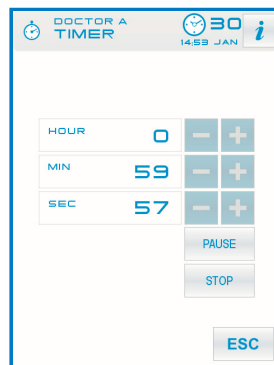 DOCTOR A
TIMER
30
14:53 JAN
i
HOUR 0
MIN 59
SEC 57
PAUSE
STOP
ESC